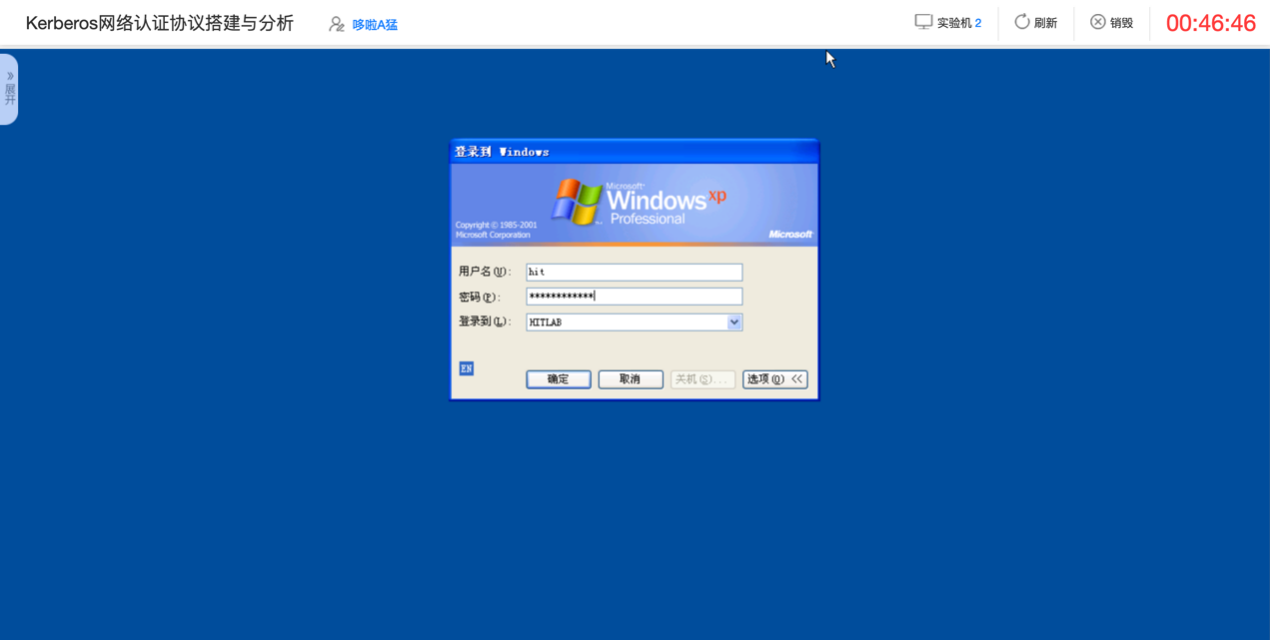 Kerberos网络认证协议搭建与分析 哆啦A猛 实验机 2 刷新 销毁 00:46:46
» 展开
登录到 Windows
Microsoft
Windows xp
Professional
Copyright © 1985-2001
Microsoft Corporation
Microsoft
用户名(U): hit
密码(P): ************
登录到(L): HITLAB
EN
确定 取消 关机(S)... 选项(O) <<